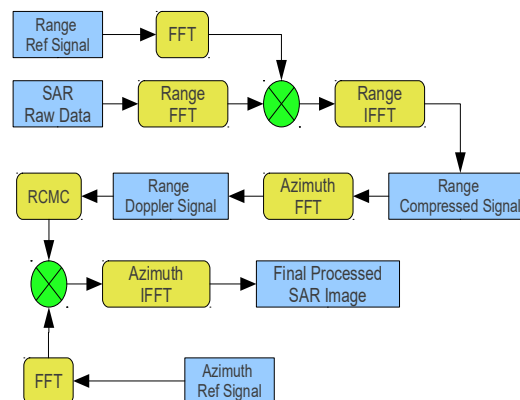 Range
Ref Signal
FFT
SAR
Raw Data
Range
FFT
Range
IFFT
RCMC
Range
Doppler Signal
Azimuth
FFT
Range
Compressed Signal
Azimuth
IFFT
Final Processed
SAR Image
FFT
Azimuth
Ref Signal